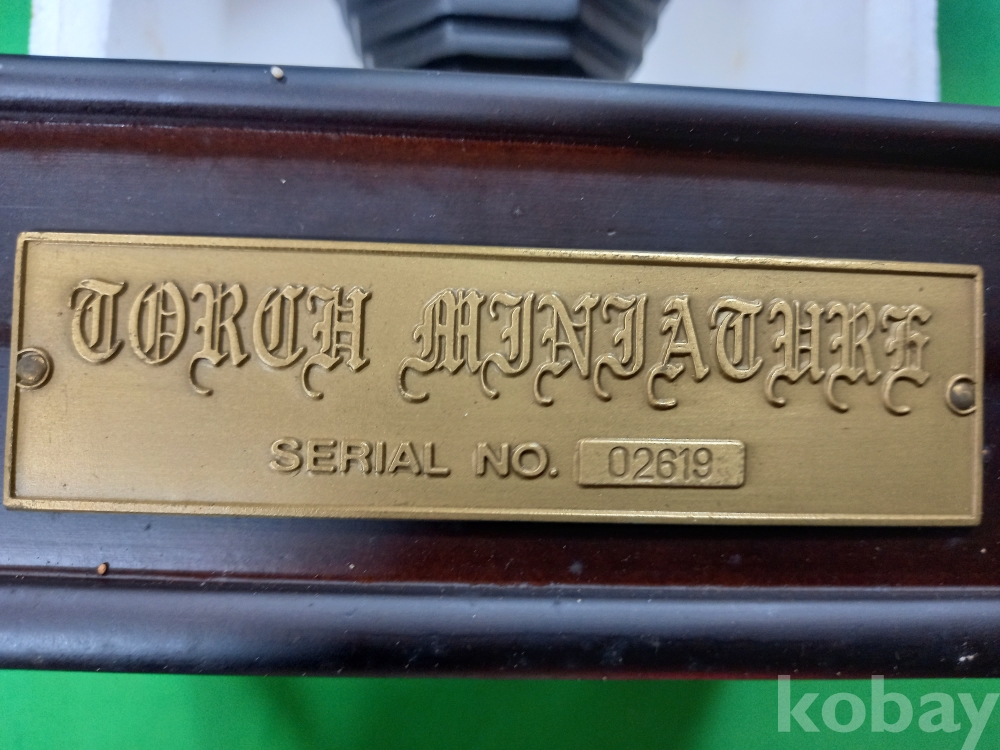 TORCH MINIATURE
SERIAL NO. 02619
kobay